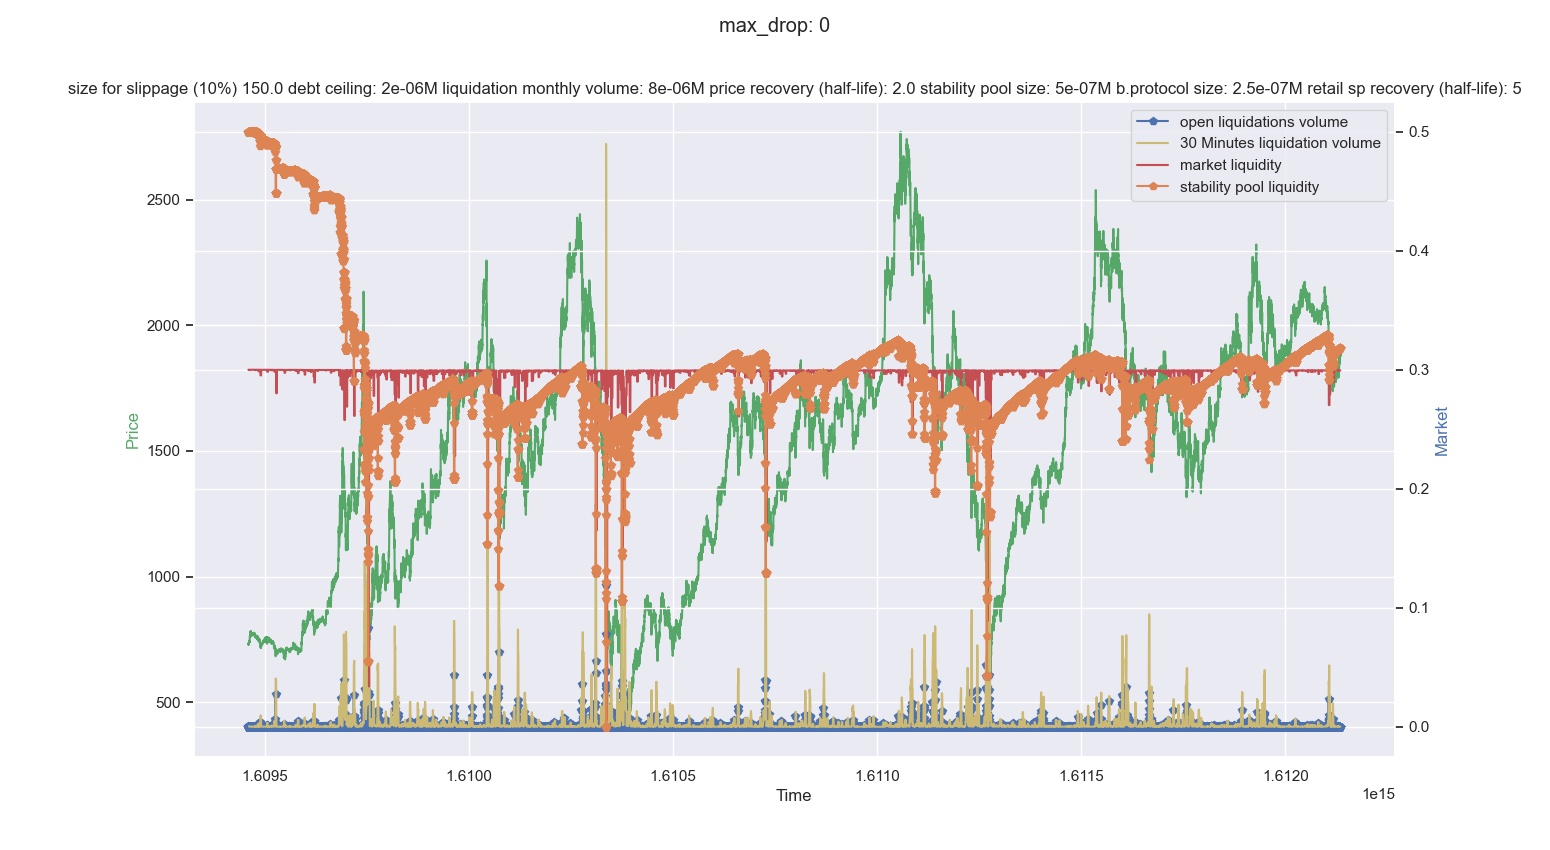 max_drop: 0
size for slippage (10%) 150.0 debt ceiling: 2e-06M liquidation monthly volume: 8e-06M price recovery (half-life): 2.0 stability pool size: 5e-07M b.protocol size: 2.5e-07M retail sp recovery (half-life): 5
open liquidations volume
30 Minutes liquidation volume
market liquidity
stability pool liquidity
2500
2000
1500
1000
500
Price
0.5
0.4
0.3
0.2
0.1
0.0
Market
1.6095
1.6100
1.6105
1.6110
1.6115
1.6120
Time
1e15